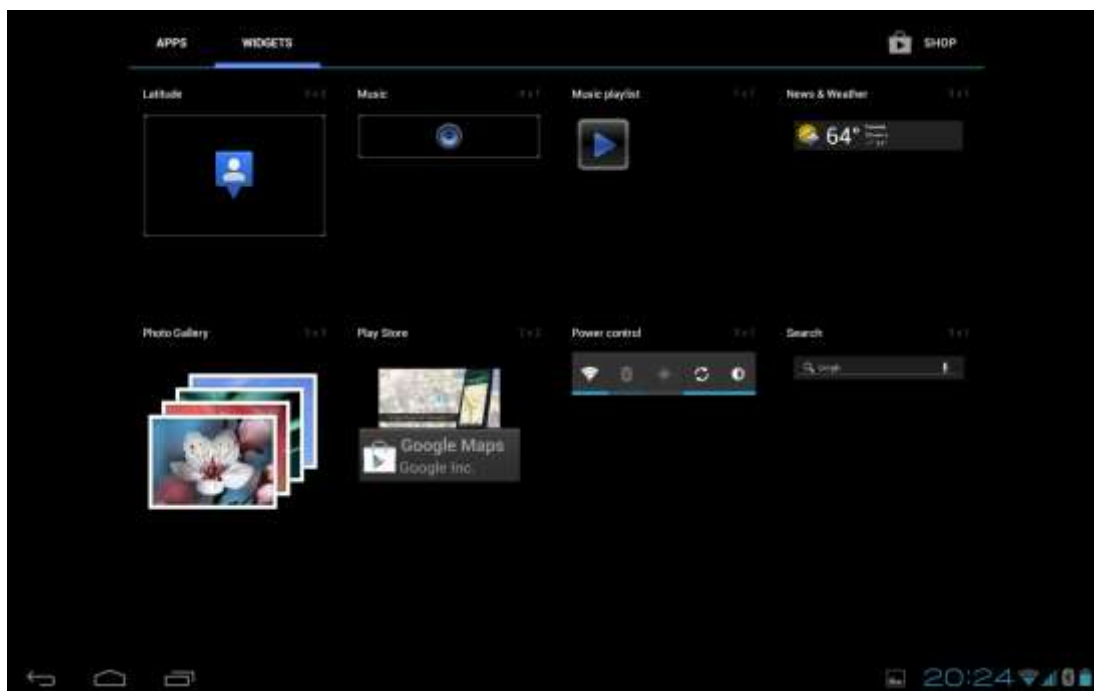 APPS WIDGETS SHOP
Latitude Music Music playlist News & Weather
64°
Photo Gallery Play Store Power control Search
Google Maps
Google Inc.
20:24